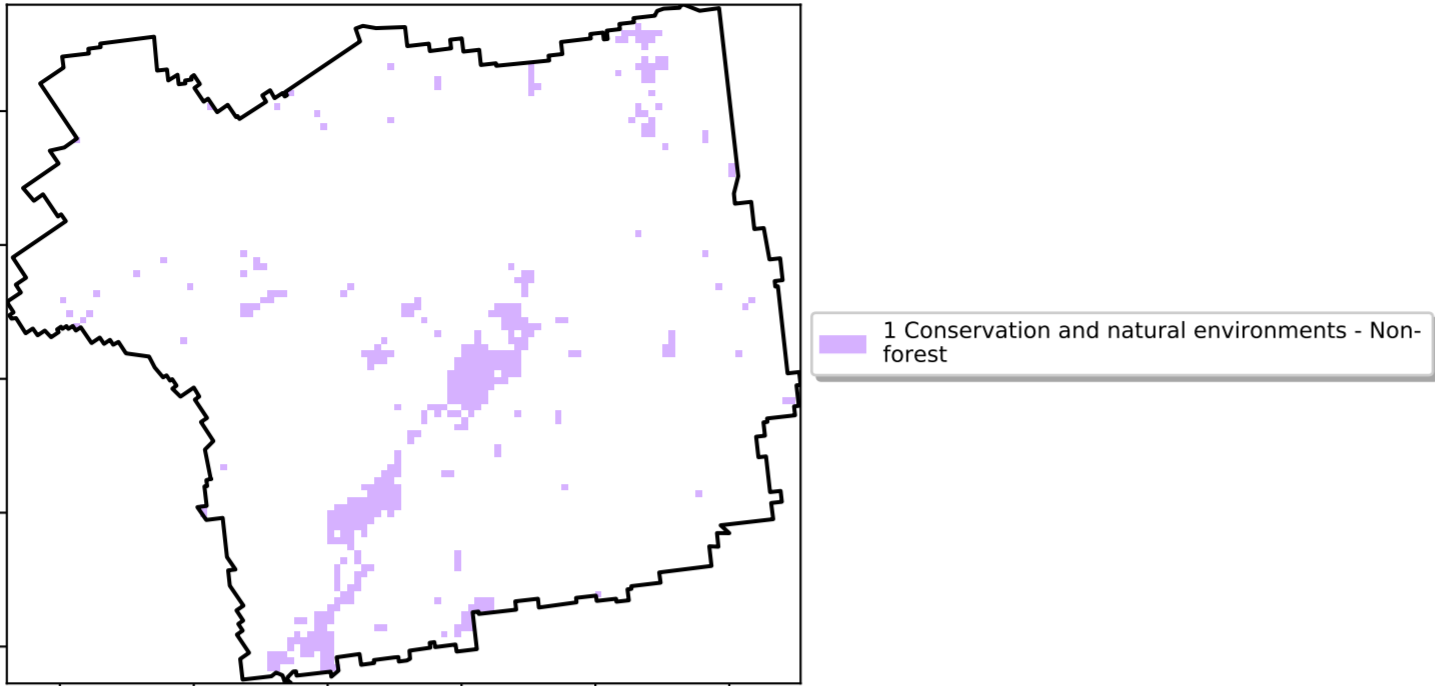 1 Conservation and natural environments - Non-
forest